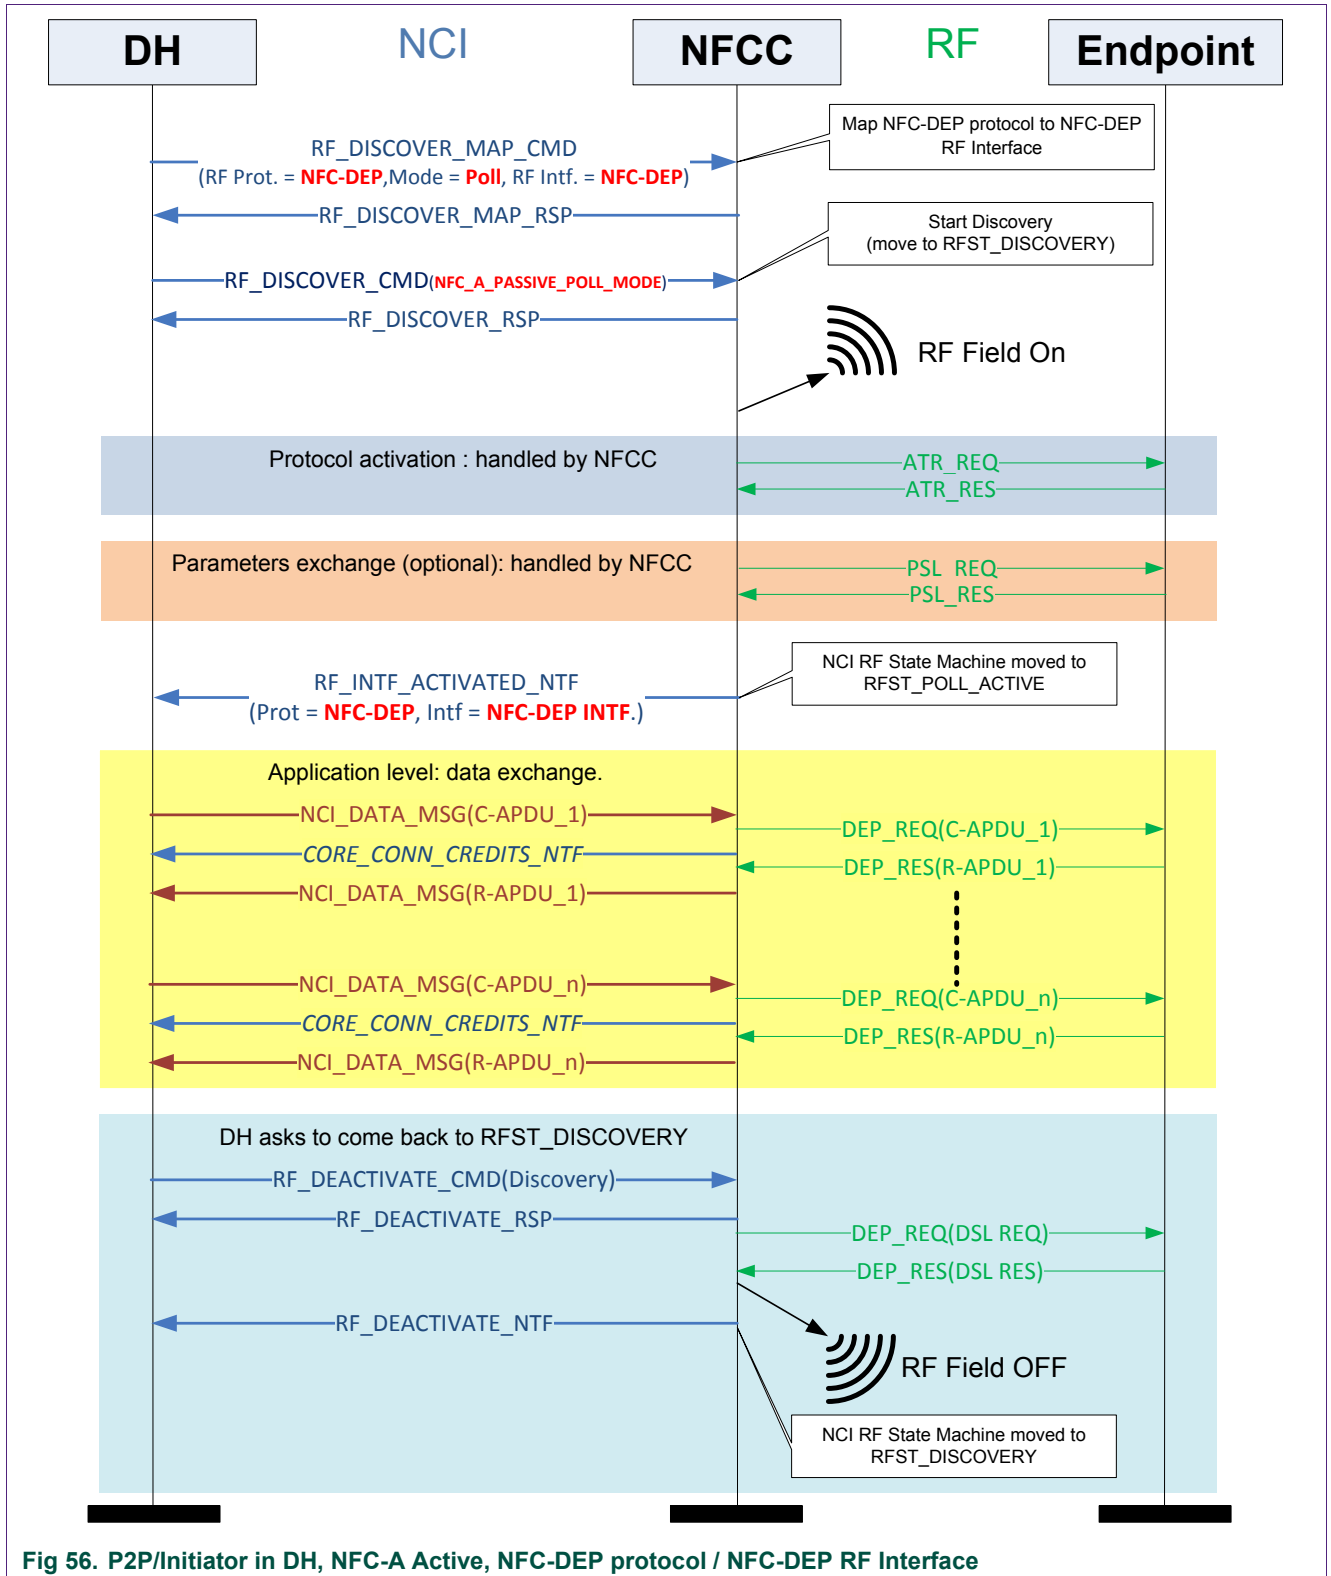 DH
NCI
NFCC
RF
Endpoint
Map NFC-DEP protocol to NFC-DEP
RF Interface
RF_DISCOVER_MAP_CMD
(RF Prot. = NFC-DEP,Mode = Poll, RF Intf. = NFC-DEP)
RF_DISCOVER_MAP_RSP
Start Discovery
(move to RFST_DISCOVERY)
RF_DISCOVER_CMD(NFC_A_PASSIVE_POLL_MODE)
RF_DISCOVER_RSP
RF Field On
Protocol activation : handled by NFCC
ATR_REQ
ATR_RES
Parameters exchange (optional): handled by NFCC
PSL_REQ
PSL_RES
NCI RF State Machine moved to
RFST_POLL_ACTIVE
RF_INTF_ACTIVATED_NTF
(Prot = NFC-DEP, Intf = NFC-DEP INTF.)
Application level: data exchange.
NCI_DATA_MSG(C-APDU_1)
DEP_REQ(C-APDU_1)
CORE_CONN_CREDITS_NTF
DEP_RES(R-APDU_1)
NCI_DATA_MSG(R-APDU_1)
NCI_DATA_MSG(C-APDU_n)
DEP_REQ(C-APDU_n)
CORE_CONN_CREDITS_NTF
DEP_RES(R-APDU_n)
NCI_DATA_MSG(R-APDU_n)
DH asks to come back to RFST_DISCOVERY
RF_DEACTIVATE_CMD(Discovery)
RF_DEACTIVATE_RSP
DEP_REQ(DSL REQ)
DEP_RES(DSL RES)
RF_DEACTIVATE_NTF
RF Field OFF
NCI RF State Machine moved to
RFST_DISCOVERY
Fig 56. P2P/Initiator in DH, NFC-A Active, NFC-DEP protocol / NFC-DEP RF Interface